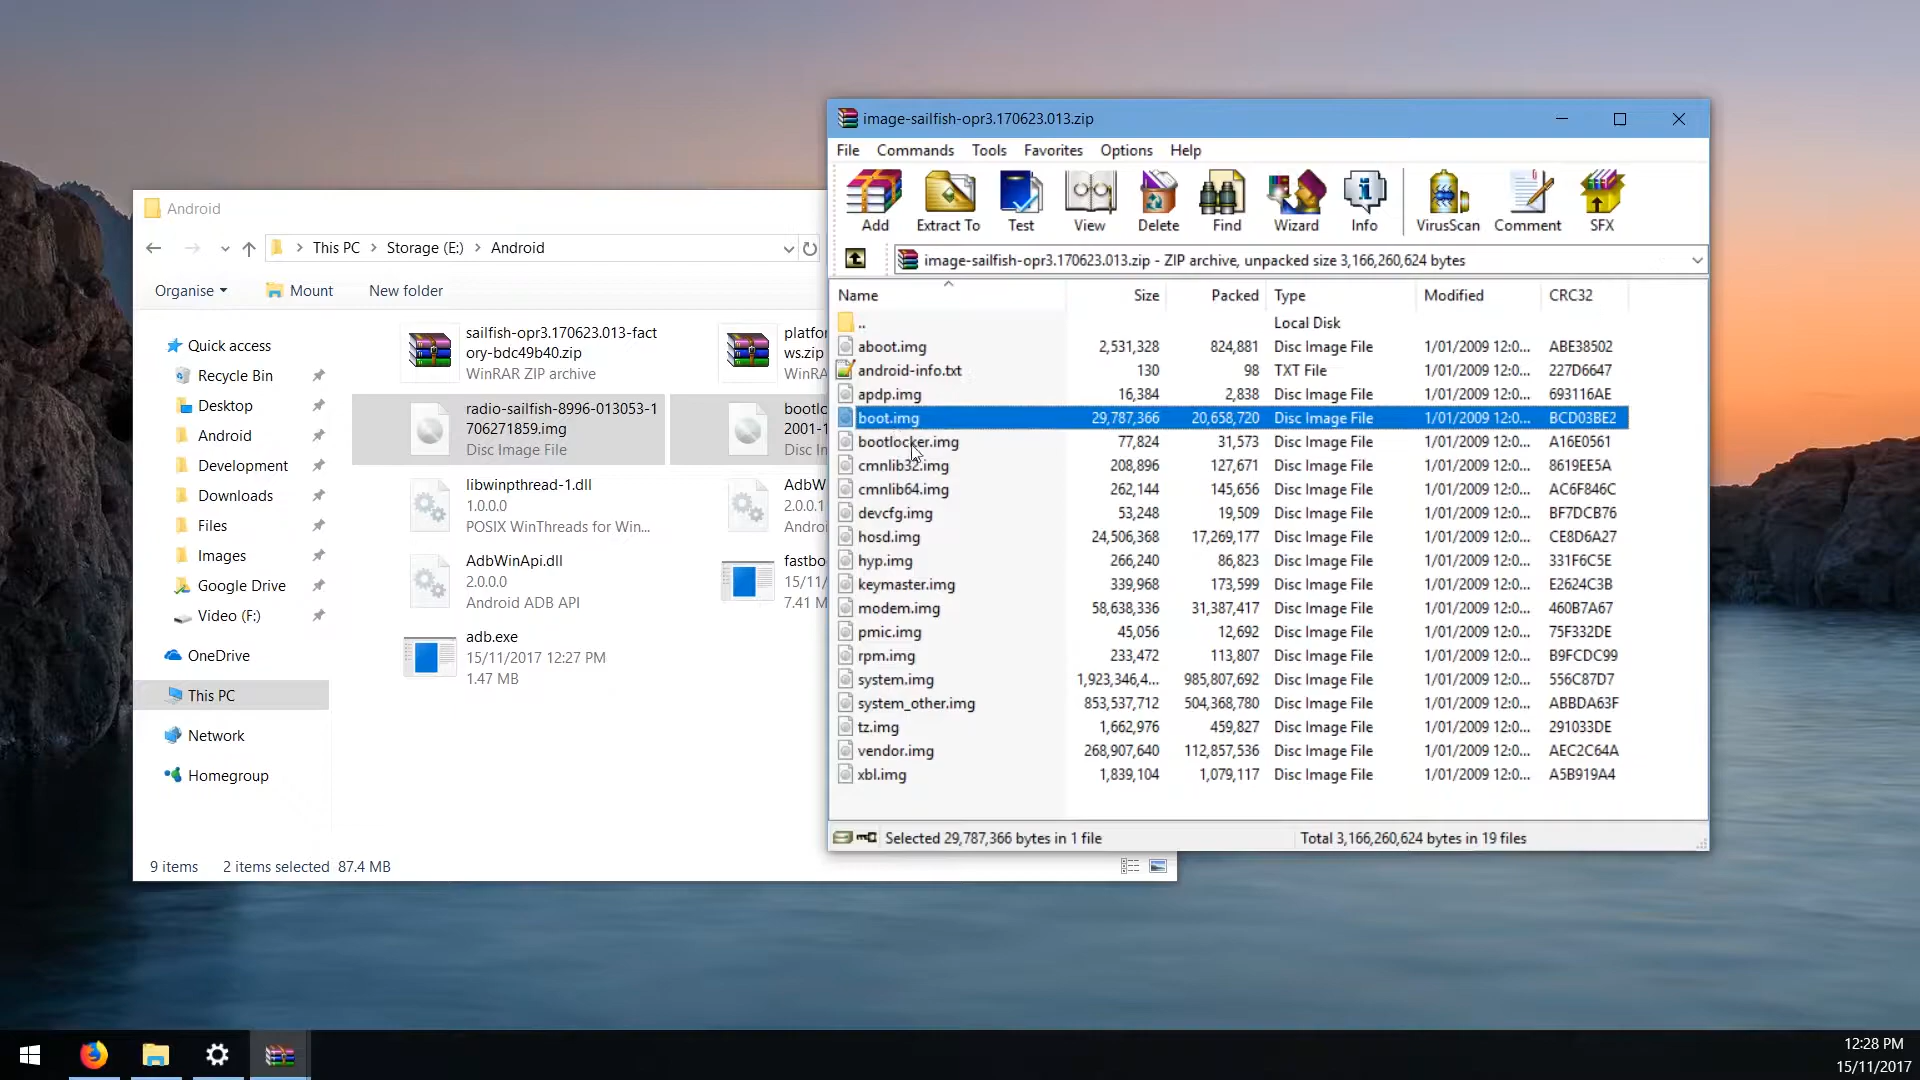 Android
This PC > Storage (E:) > Android
Organise
Mount
New folder
Quick access
Recycle Bin
Desktop
Android
Development
Downloads
Files
Images
Google Drive
Video (F:)
OneDrive
This PC
Network
Homegroup
sailfish-opr3.170623.013-fact
ory-bdc49b40.zip
WinRAR ZIP archive
platfor
ws.zip
WinRA
radio-sailfish-8996-013053-1
706271859.img
Disc Image File
bootlo
2001-1
Disc In
libwinpthread-1.dll
1.0.0.0
POSIX WinThreads for Win...
AdbW
2.0.0.1
Androi
AdbWinApi.dll
2.0.0.0
Android ADB API
fastbo
15/11/
7.41 M
adb.exe
15/11/2017 12:27 PM
1.47 MB
9 items 2 items selected 87.4 MB
image-sailfish-opr3.170623.013.zip
File Commands Tools Favorites Options Help
Add Extract To Test View Delete Find Wizard Info VirusScan Comment SFX
image-sailfish-opr3.170623.013.zip - ZIP archive, unpacked size 3,166,260,624 bytes
Name Size Packed Type Modified CRC32
.. Local Disk
aboot.img 2,531,328 824,881 Disc Image File 1/01/2009 12:0... ABE38502
android-info.txt 130 98 TXT File 1/01/2009 12:0... 227D6647
apdp.img 16,384 2,838 Disc Image File 1/01/2009 12:0... 693116AE
boot.img 29,787,366 20,658,720 Disc Image File 1/01/2009 12:0... BCD03BE2
bootlocker.img 77,824 31,573 Disc Image File 1/01/2009 12:0... A16E0561
cmnlib32.img 208,896 127,671 Disc Image File 1/01/2009 12:0... 8619EE5A
cmnlib64.img 262,144 145,656 Disc Image File 1/01/2009 12:0... AC6F846C
devcfg.img 53,248 19,509 Disc Image File 1/01/2009 12:0... BF7DCB76
hosd.img 24,506,368 17,269,177 Disc Image File 1/01/2009 12:0... CE8D6A27
hyp.img 266,240 86,823 Disc Image File 1/01/2009 12:0... 331F6C5E
keymaster.img 339,968 173,599 Disc Image File 1/01/2009 12:0... E2624C3B
modem.img 58,638,336 31,387,417 Disc Image File 1/01/2009 12:0... 460B7A67
pmic.img 45,056 12,692 Disc Image File 1/01/2009 12:0... 75F332DE
rpm.img 233,472 113,807 Disc Image File 1/01/2009 12:0... B9FCDC99
system.img 1,923,346,4... 985,807,692 Disc Image File 1/01/2009 12:0... 556C87D7
system_other.img 853,537,712 504,368,780 Disc Image File 1/01/2009 12:0... ABBDA63F
tz.img 1,662,976 459,827 Disc Image File 1/01/2009 12:0... 291033DE
vendor.img 268,907,640 112,857,536 Disc Image File 1/01/2009 12:0... AEC2C64A
xbl.img 1,839,104 1,079,117 Disc Image File 1/01/2009 12:0... A5B919A4
Selected 29,787,366 bytes in 1 file Total 3,166,260,624 bytes in 19 files
12:28 PM
15/11/2017